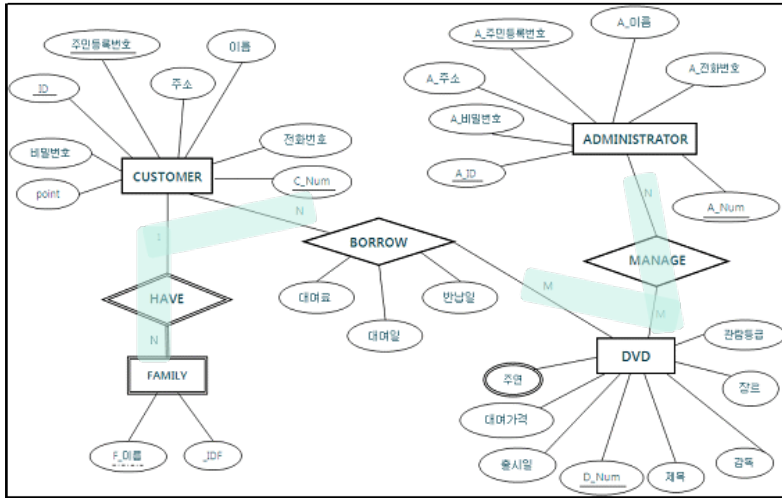 A_이름
이름
주민등록번호
A_주민등록번호
A_전화번호
A_주소
주소
ID
A_비밀번호
전화번호
ADMINISTRATOR
비밀번호
CUSTOMER
A_ID
C_Num
point
N
A_Num
N
BORROW
MANAGE
대여료
반납일
M
HAVE
대여일
M
관람등급
N
DVD
FAMILY
주연
장르
대여가격
F_이름
_IDF
출시일
D_Num
제목
감독